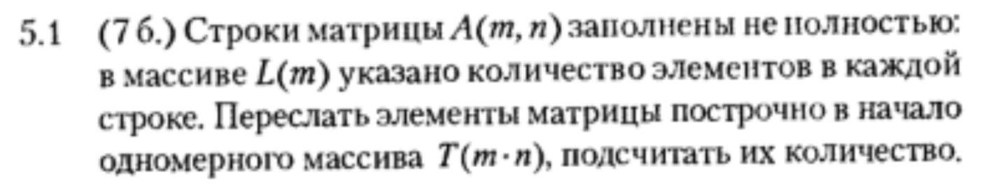 5.1 (7 б.) Строки матрицы A(m, n) заполнены не полностью:
в массиве L(m) указано количество элементов в каждой
строке. Переслать элементы матрицы построчно в начало
одномерного массива T(m·n), подсчитать их количество.